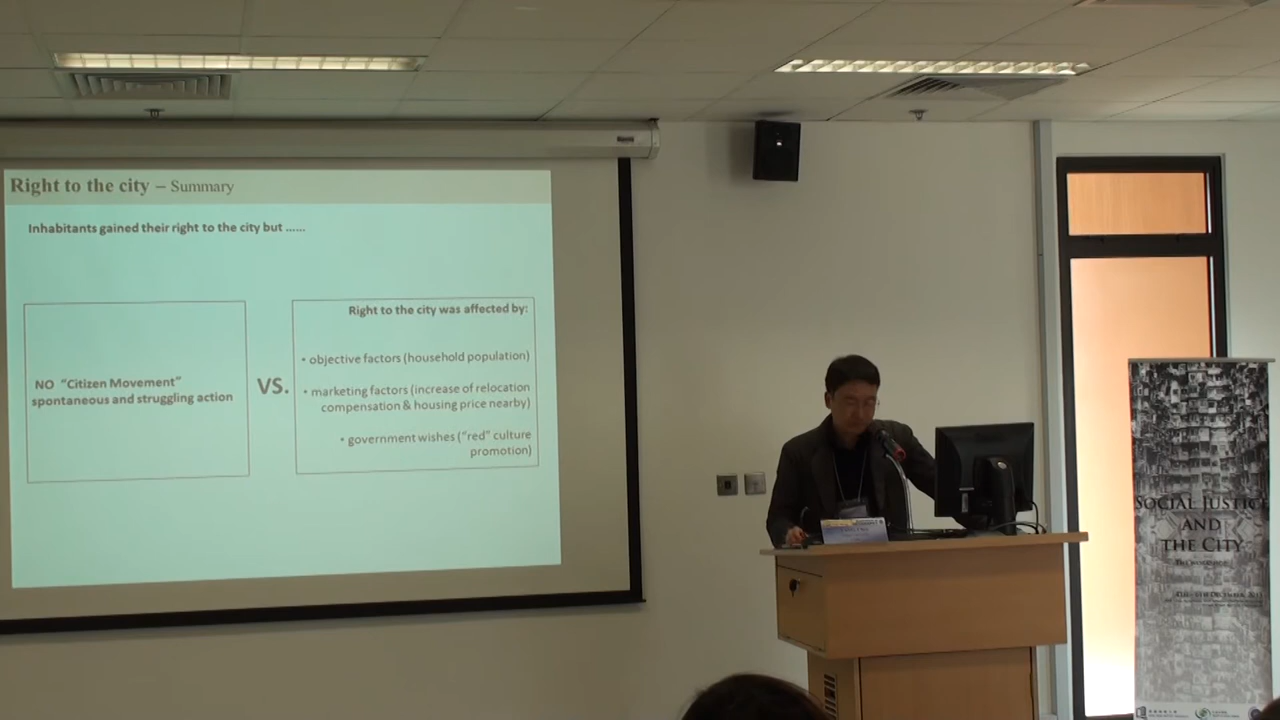 Right to the city – Summary
Inhabitants gained their right to the city but ......
NO "Citizen Movement"
spontaneous and struggling action
VS.
Right to the city was affected by:
• objective factors (household population)
• marketing factors (increase of relocation
compensation & housing price nearby)
• government wishes ("red" culture
promotion)
SOCIAL JUSTICE
AND
THE CITY